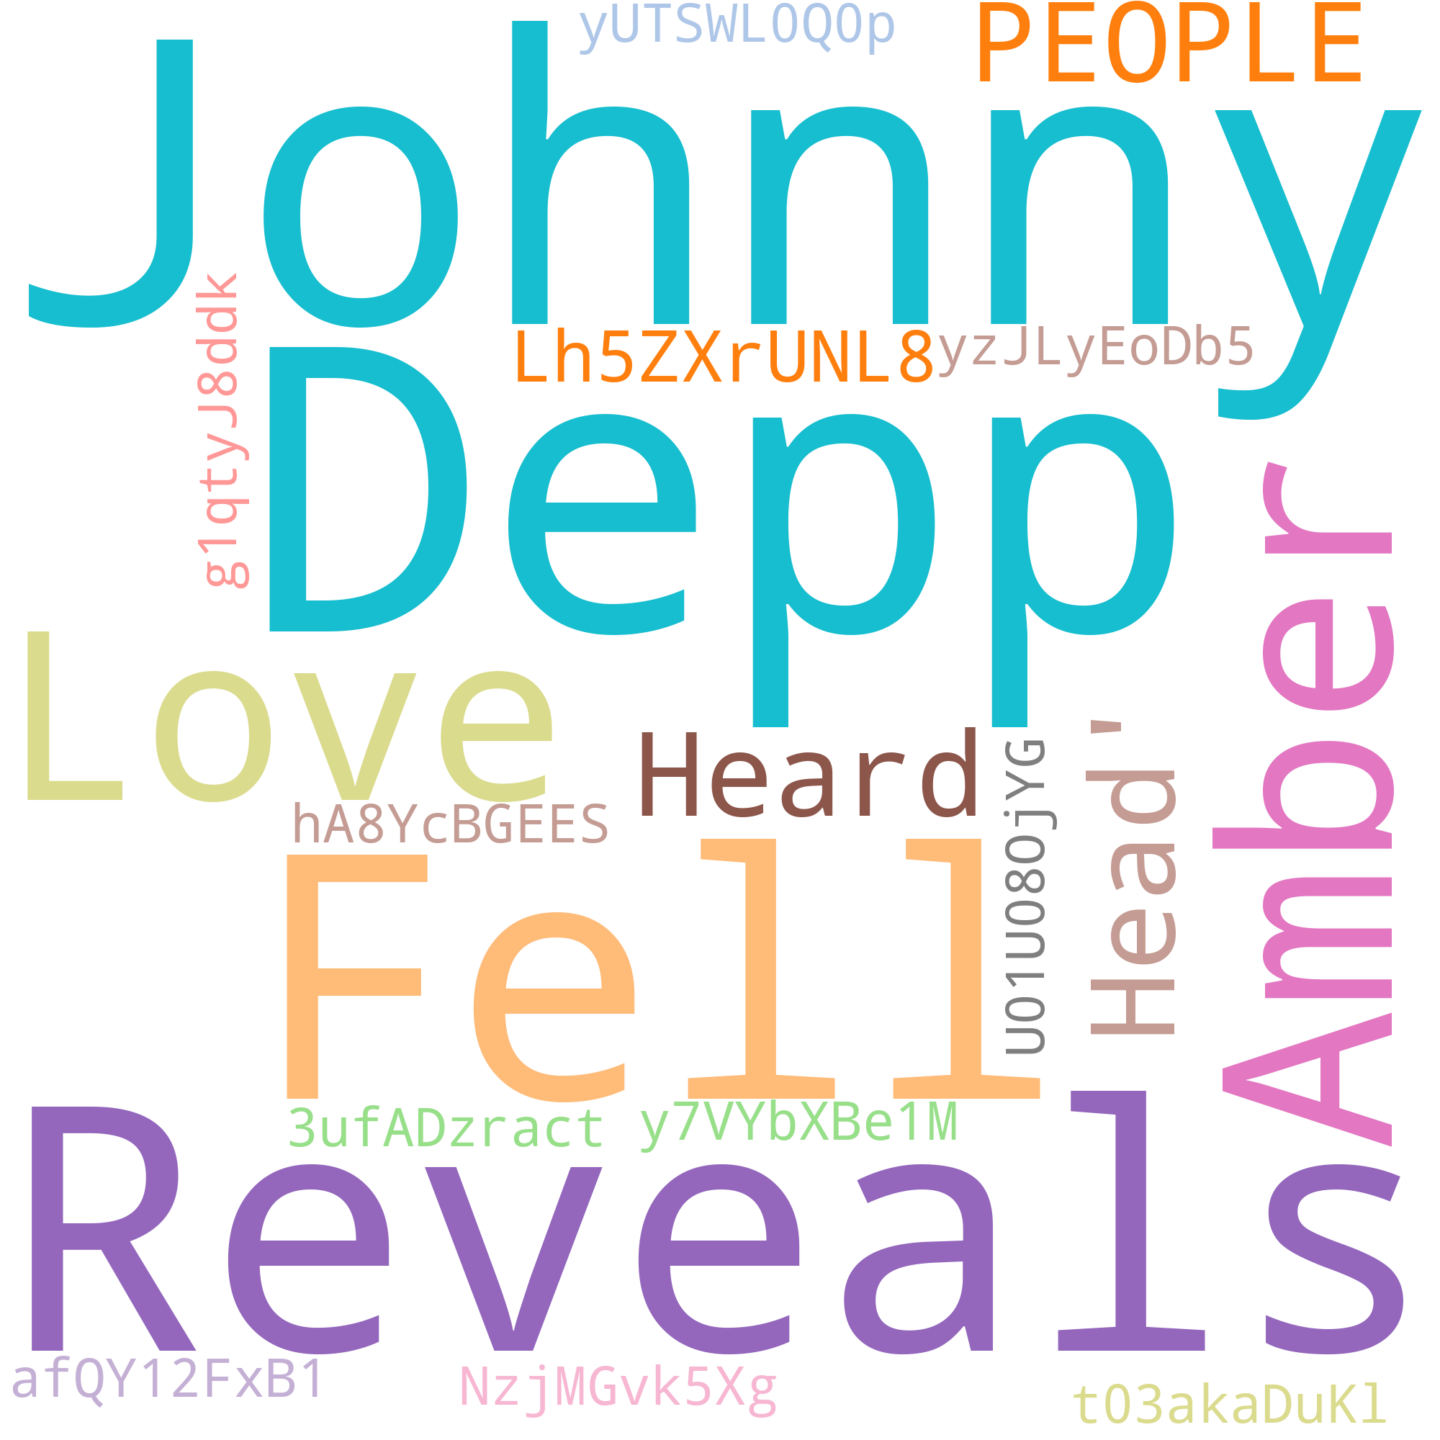 yUTSWL0Q0p
PEOPLE
Johnny
g1qtyJ8ddk
Lh5ZXrUNL8
yzJLyEoDb5
Depp
Amber
Love
Heard
Head'
U01U08OjYG
hA8YcBGEES
Fell
3ufADzract
y7VYbXBe1M
Reveals
afQY12FxB1
NzjMGvk5Xg
t03akaDuKl